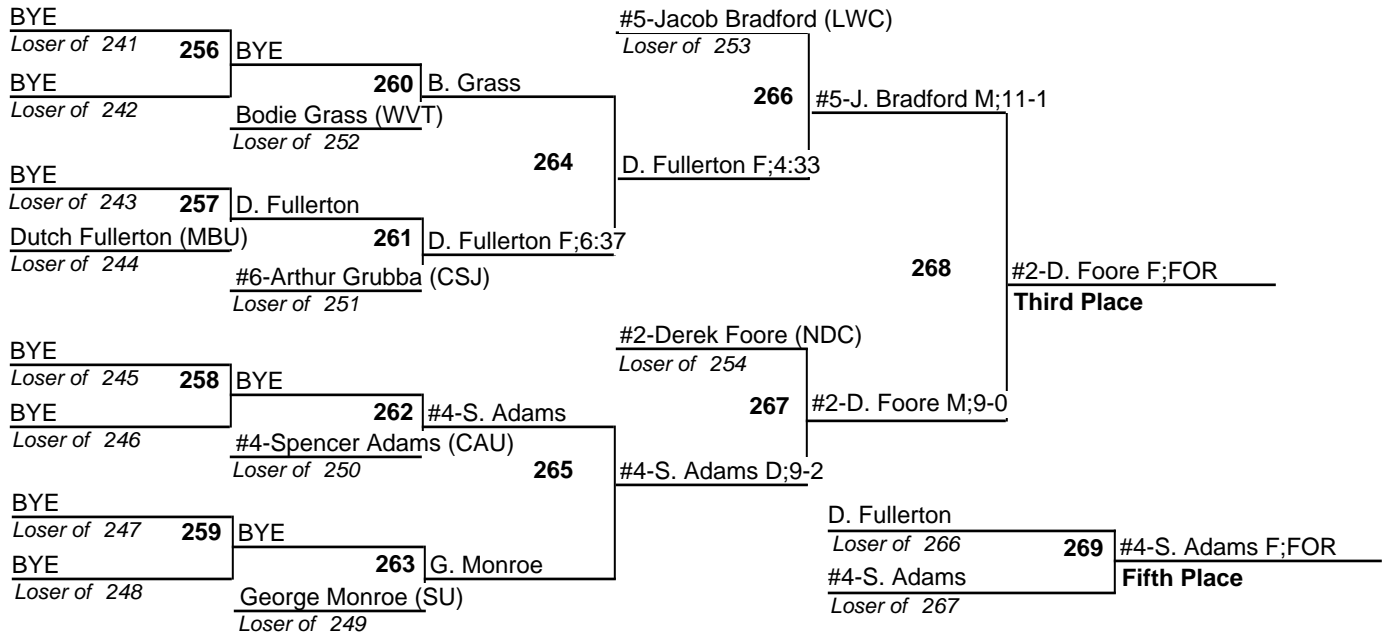 BYE
Loser of 241
256
BYE
BYE
Loser of 242
260
B. Grass
Bodie Grass (WVT)
Loser of 252
BYE
Loser of 243
257
D. Fullerton
Dutch Fullerton (MBU)
Loser of 244
261
D. Fullerton F;6:37
#6-Arthur Grubba (CSJ)
Loser of 251
264
D. Fullerton F;4:33
#5-Jacob Bradford (LWC)
Loser of 253
266
#5-J. Bradford M;11-1
BYE
Loser of 245
258
BYE
BYE
Loser of 246
262
#4-S. Adams
#4-Spencer Adams (CAU)
Loser of 250
BYE
Loser of 247
259
BYE
BYE
Loser of 248
263
G. Monroe
George Monroe (SU)
Loser of 249
265
#4-S. Adams D;9-2
#2-Derek Foore (NDC)
Loser of 254
267
#2-D. Foore M;9-0
268
#2-D. Foore F;FOR
Third Place
D. Fullerton
Loser of 266
269
#4-S. Adams F;FOR
#4-S. Adams
Fifth Place
Loser of 267